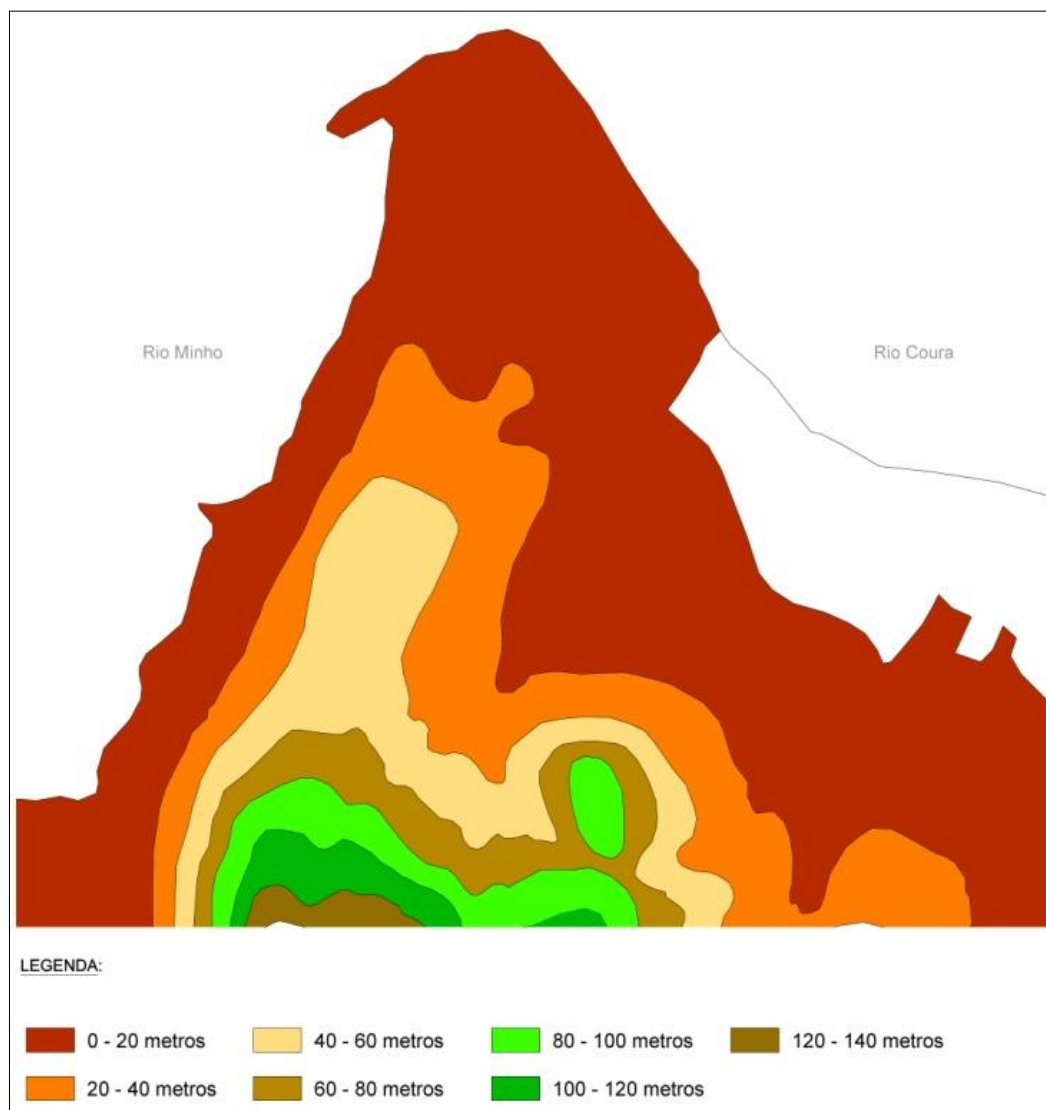 Rio Minho
Rio Coura
LEGENDA:
0 - 20 metros
40 - 60 metros
80 - 100 metros
120 - 140 metros
20 - 40 metros
60 - 80 metros
100 - 120 metros